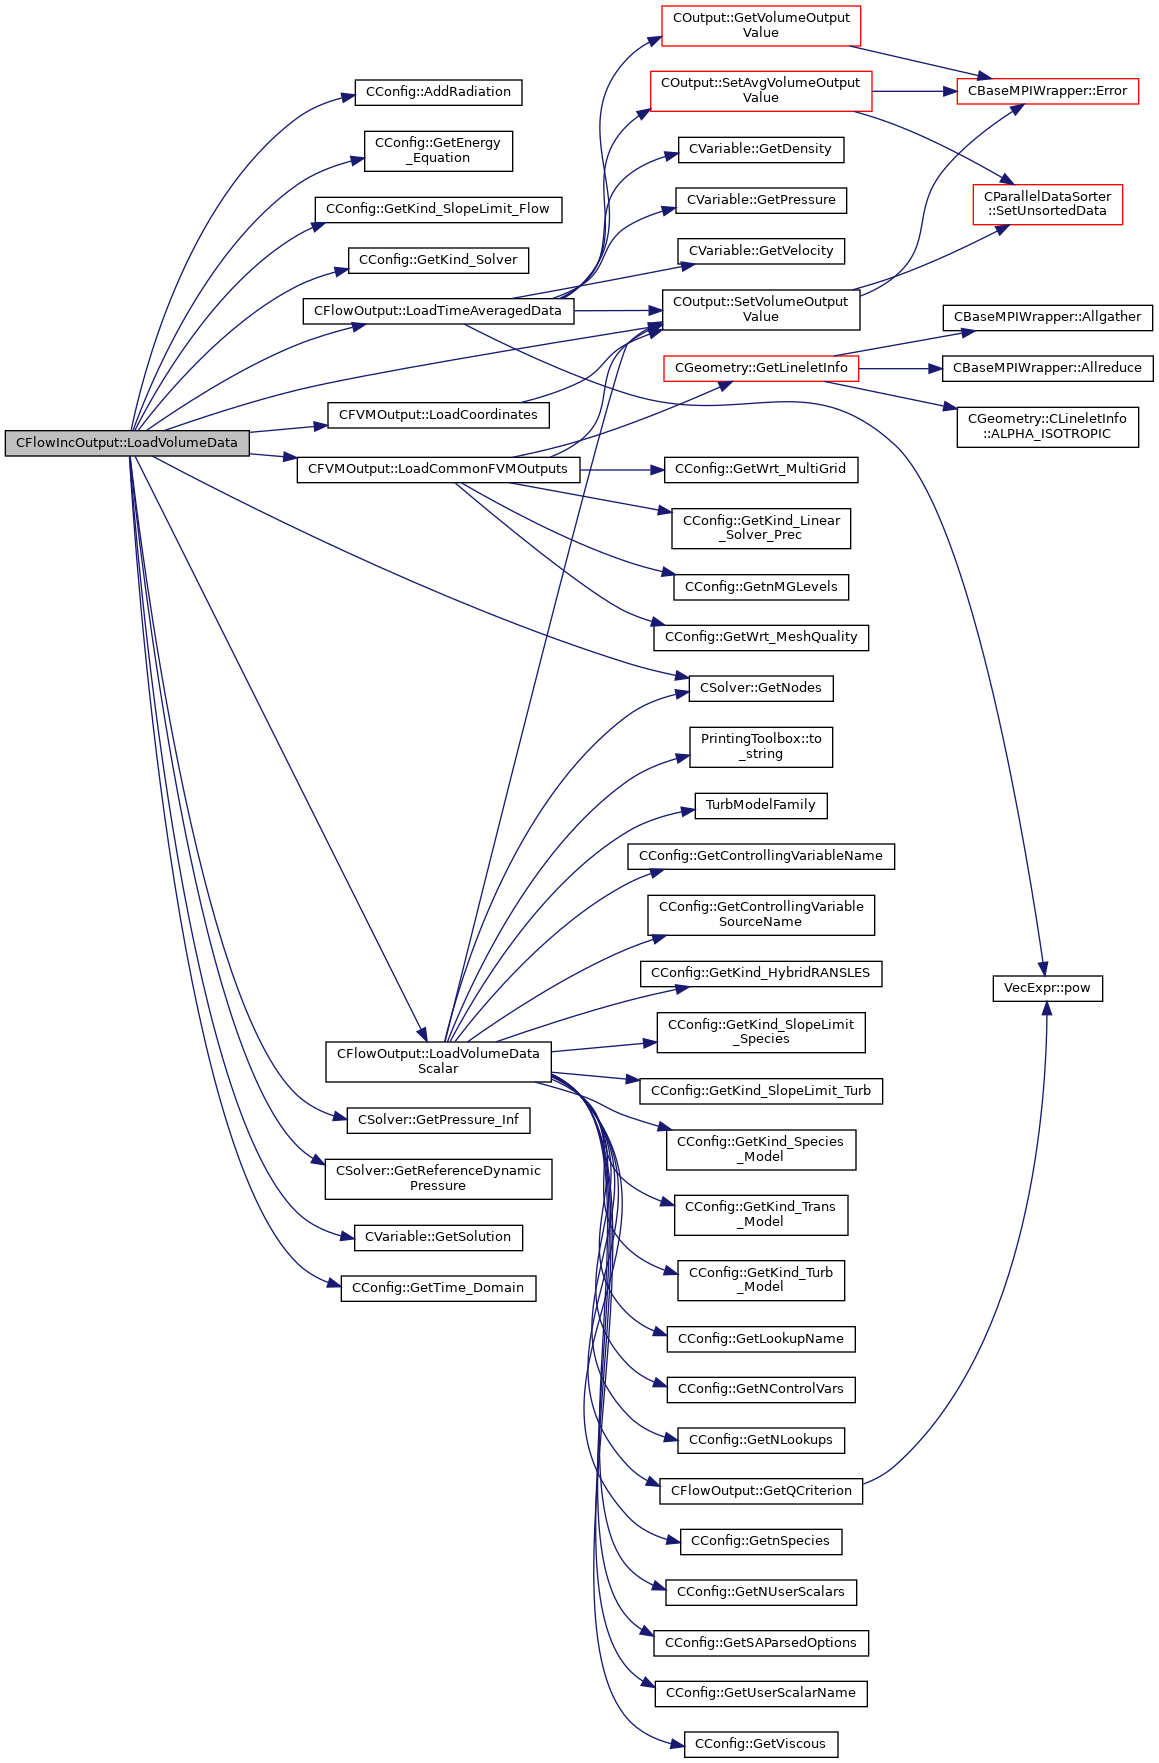 CFlowIncOutput::LoadVolumeData
CConfig::AddRadiation
CConfig::GetEnergy
_Equation
CConfig::GetKind_SlopeLimit_Flow
CConfig::GetKind_Solver
CFlowOutput::LoadTimeAveragedData
CFVMOutput::LoadCoordinates
CFVMOutput::LoadCommonFVMOutputs
CFlowOutput::LoadVolumeData
Scalar
CSolver::GetPressure_Inf
CSolver::GetReferenceDynamic
Pressure
CVariable::GetSolution
CConfig::GetTime_Domain
COutput::GetVolumeOutput
Value
COutput::SetAvgVolumeOutput
Value
CVariable::GetDensity
CVariable::GetPressure
CVariable::GetVelocity
COutput::SetVolumeOutput
Value
CGeometry::GetLineletInfo
CConfig::GetWrt_MultiGrid
CConfig::GetKind_Linear
_Solver_Prec
CConfig::GetnMGLevels
CConfig::GetWrt_MeshQuality
CSolver::GetNodes
PrintingToolbox::to
_string
TurbModelFamily
CConfig::GetControllingVariableName
CConfig::GetControllingVariable
SourceName
CConfig::GetKind_HybridRANSLES
CConfig::GetKind_SlopeLimit
_Species
CConfig::GetKind_SlopeLimit_Turb
CConfig::GetKind_Species
_Model
CConfig::GetKind_Trans
_Model
CConfig::GetKind_Turb
_Model
CConfig::GetLookupName
CConfig::GetNControlVars
CConfig::GetNLookups
CFlowOutput::GetQCriterion
CConfig::GetnSpecies
CConfig::GetNUserScalars
CConfig::GetSAParsedOptions
CConfig::GetUserScalarName
CConfig::GetViscous
CBaseMPIWrapper::Error
CParallelDataSorter
::SetUnsortedData
CBaseMPIWrapper::Allgather
CBaseMPIWrapper::Allreduce
CGeometry::CLineletInfo
::ALPHA_ISOTROPIC
VecExpr::pow